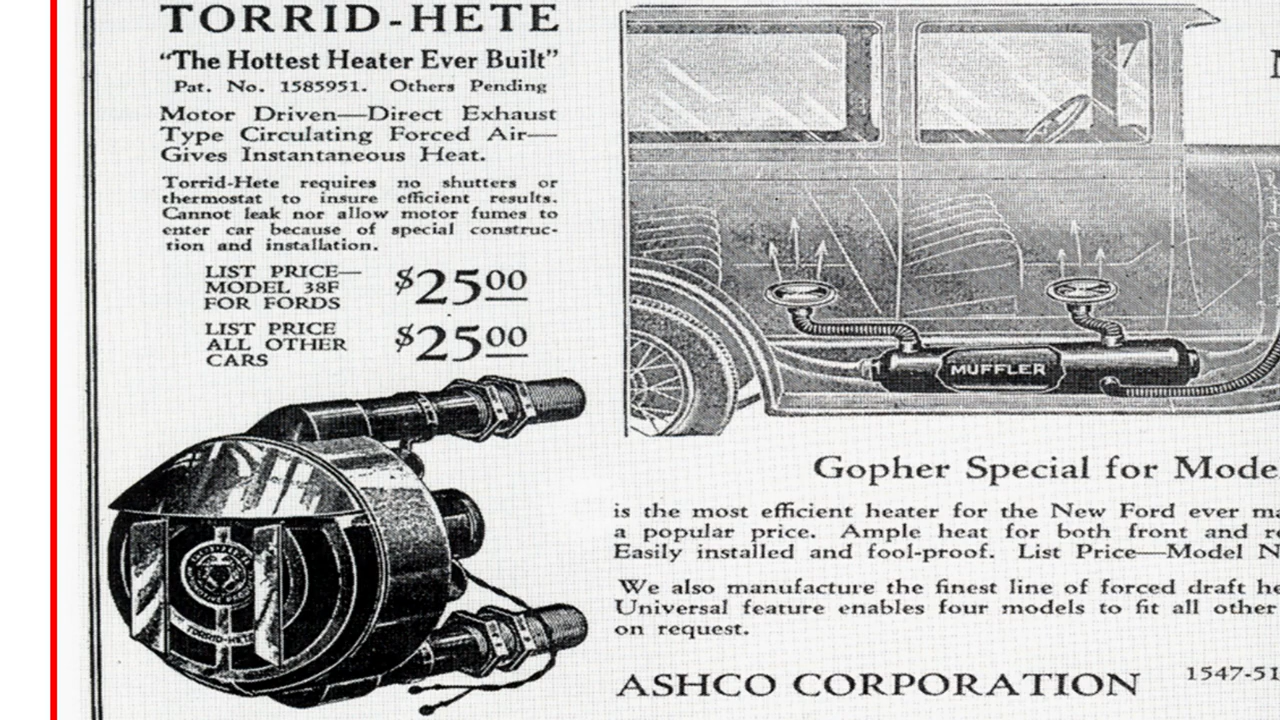 TORRID-HETE
“The Hottest Heater Ever Built”
Pat. No. 1585951. Others Pending
Motor Driven—Direct Exhaust
Type Circulating Forced Air—
Gives Instantaneous Heat.
Torrid-Hete requires no shutters or
thermostat to insure efficient results.
Cannot leak nor allow motor fumes to
enter car because of special construc-
tion and installation.
LIST PRICE—
MODEL 38F
FOR FORDS
$2500
LIST PRICE
ALL OTHER
CARS
$2500
TORRID-HETE
MUFFLER
Gopher Special for Mode
is the most efficient heater for the New Ford ever ma
a popular price. Ample heat for both front and re
Easily installed and fool-proof. List Price—Model N
We also manufacture the finest line of forced draft he
Universal feature enables four models to fit all other
on request.
ASHCO CORPORATION
1547-51